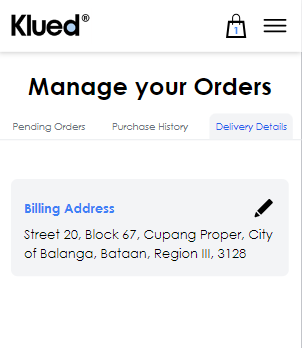 Klued®
1
Manage your Orders
Pending Orders Purchase History Delivery Details
Billing Address
Street 20, Block 67, Cupang Proper, City
of Balanga, Bataan, Region III, 3128